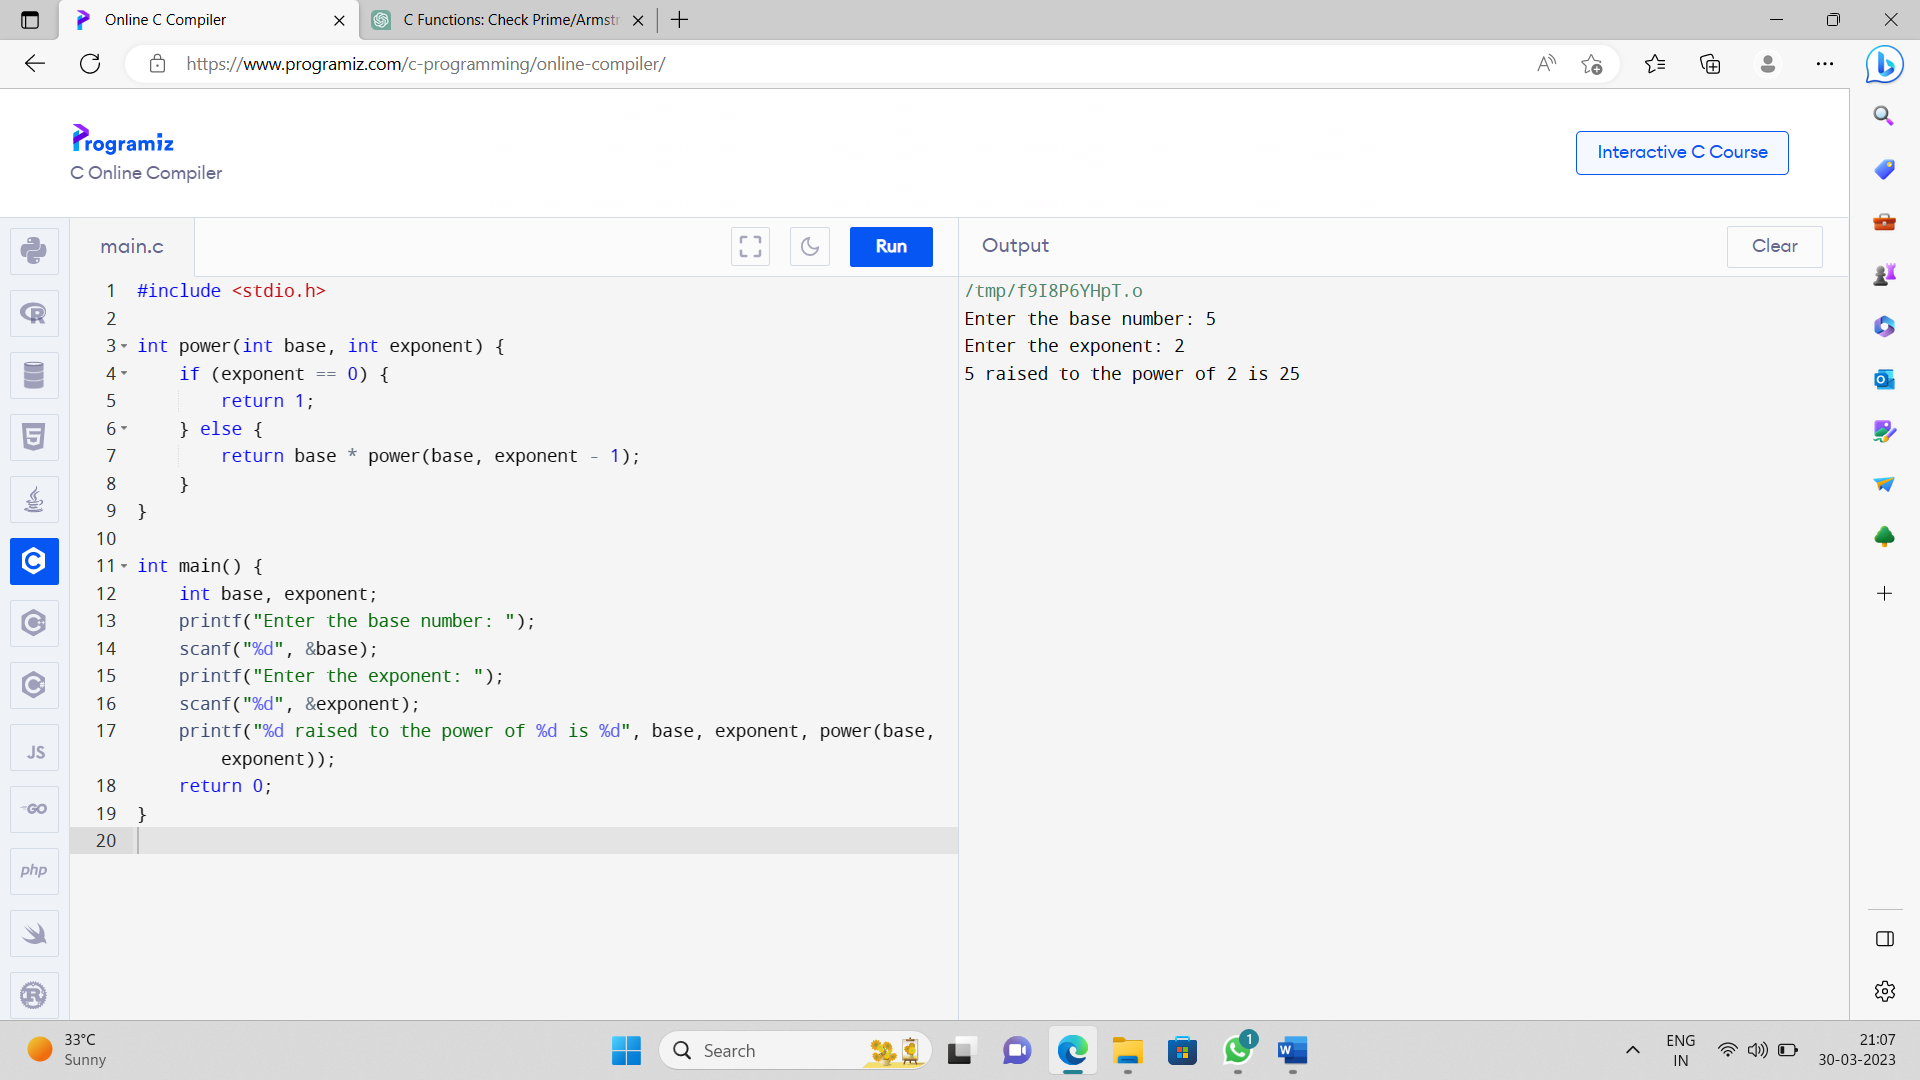 Online C Compiler
C Functions: Check Prime/Armstr
https://www.programiz.com/c-programming/online-compiler/
Programiz
C Online Compiler
Interactive C Course
main.c
Run
Output
Clear
1 #include <stdio.h>
2
3 int power(int base, int exponent) {
4     if (exponent == 0) {
5         return 1;
6     } else {
7         return base * power(base, exponent - 1);
8     }
9 }
10
11 int main() {
12     int base, exponent;
13     printf("Enter the base number: ");
14     scanf("%d", &base);
15     printf("Enter the exponent: ");
16     scanf("%d", &exponent);
17     printf("%d raised to the power of %d is %d", base, exponent, power(base,
        exponent));
18     return 0;
19 }
20
/tmp/f9I8P6YHpT.o
Enter the base number: 5
Enter the exponent: 2
5 raised to the power of 2 is 25
JS
GO
php
33°C
Sunny
Search
1
ENG
IN
21:07
30-03-2023